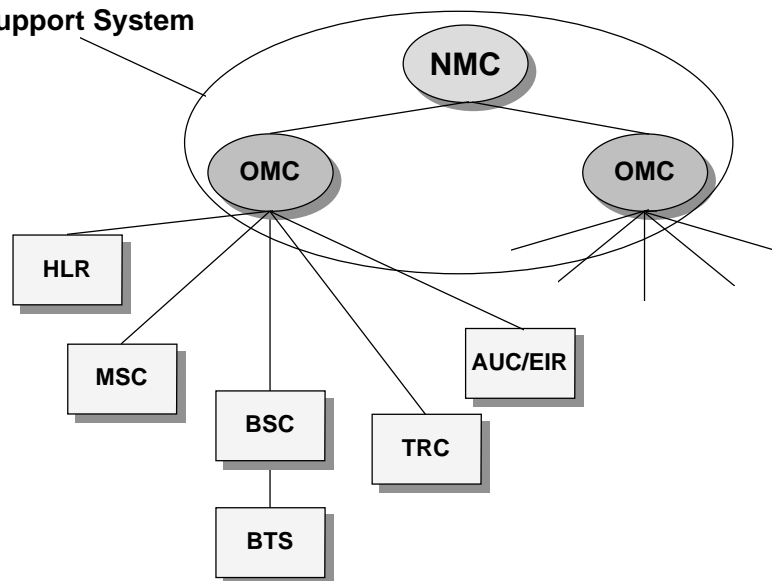 upport System
NMC
OMC
OMC
HLR
MSC
AUC/EIR
BSC
TRC
BTS